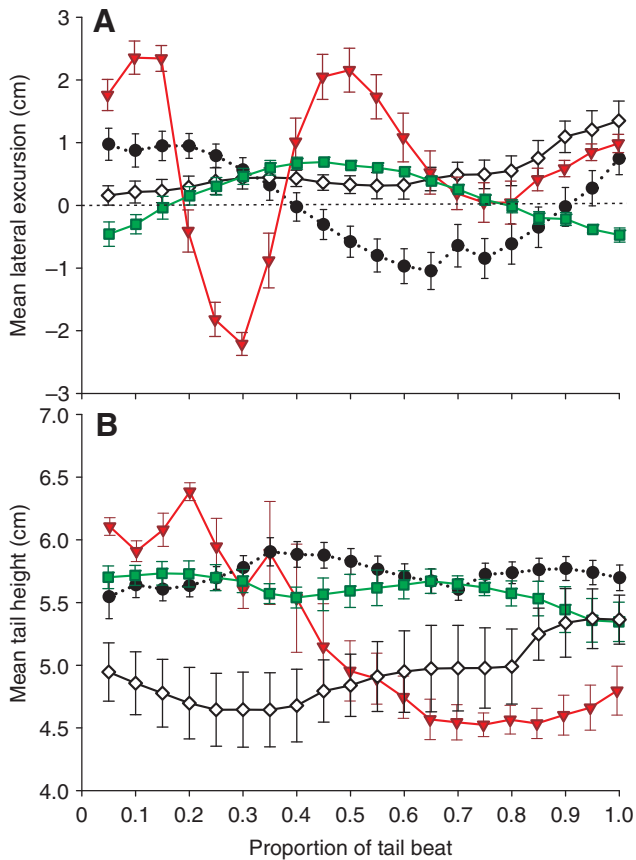 A
3
2
1
0
–1
–2
–3
Mean lateral excursion (cm)
B
7.0
6.5
6.0
5.5
5.0
4.5
4.0
Mean tail height (cm)
0 0.1 0.2 0.3 0.4 0.5 0.6 0.7 0.8 0.9 1.0
Proportion of tail beat